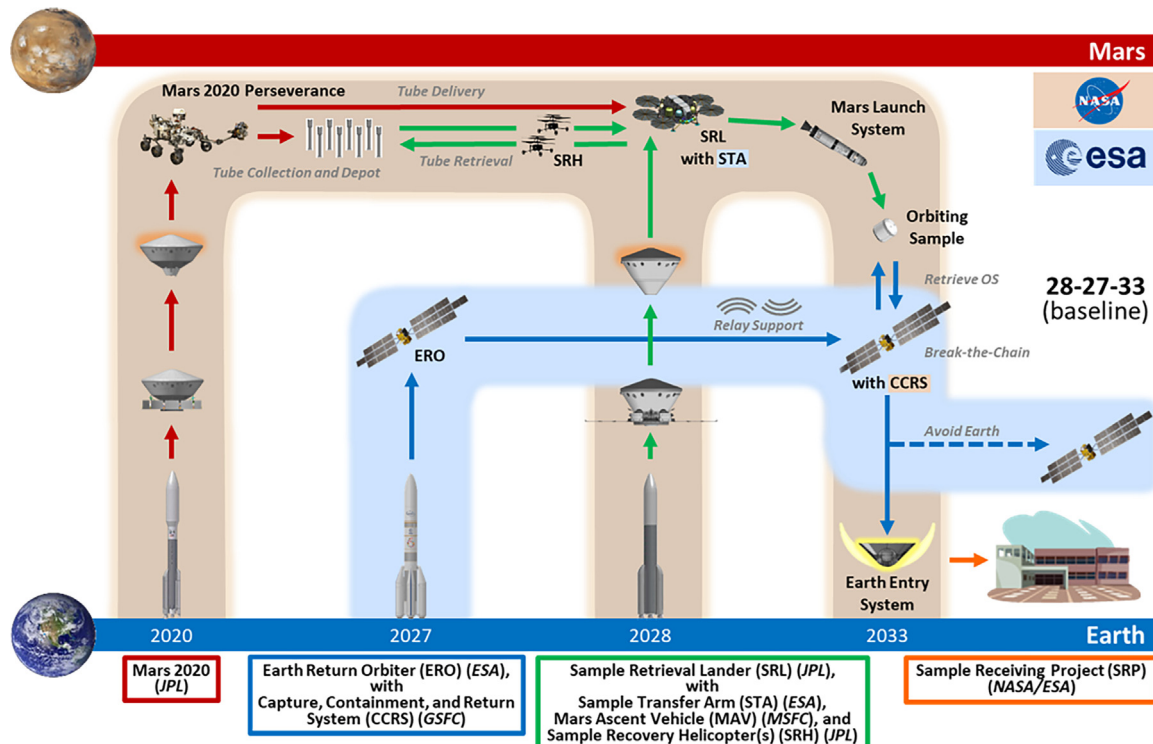 Mars
NASA
esa
Mars 2020 Perseverance
Tube Delivery
Tube Collection and Depot
Tube Retrieval
SRH
SRL
with STA
Mars Launch
System
Orbiting
Sample
Retrieve OS
28-27-33
(baseline)
Relay Support
ERO
Break-the-Chain
with CCRS
Avoid Earth
Earth Entry
System
2020
2027
2028
2033
Earth
Mars 2020
(JPL)
Earth Return Orbiter (ERO) (ESA),
with
Capture, Containment, and Return
System (CCRS) (GSFC)
Sample Retrieval Lander (SRL) (JPL),
with
Sample Transfer Arm (STA) (ESA),
Mars Ascent Vehicle (MAV) (MSFC), and
Sample Recovery Helicopter(s) (SRH) (JPL)
Sample Receiving Project (SRP)
(NASA/ESA)